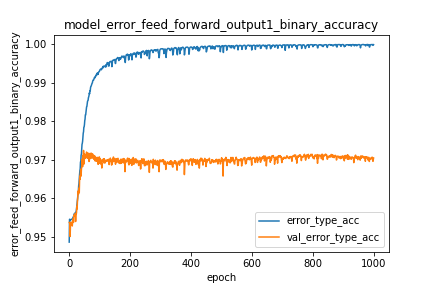 model_error_feed_forward_output1_binary_accuracy
error_feed_forward_output1_binary_accuracy
1.00
0.99
0.98
0.97
0.96
0.95
0 200 400 600 800 1000
epoch
error_type_acc
val_error_type_acc